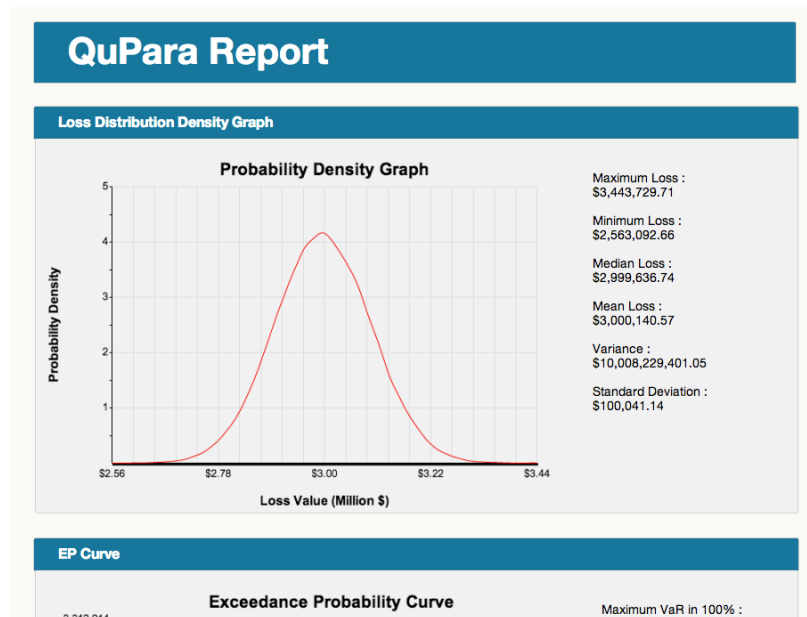 QuPara Report
Loss Distribution Density Graph
Probability Density Graph
Probability Density
5
4
3
2
1
$2.56
$2.78
$3.00
$3.22
$3.44
Loss Value (Million $)
Maximum Loss :
$3,443,729.71
Minimum Loss :
$2,563,092.66
Median Loss :
$2,999,636.74
Mean Loss :
$3,000,140.57
Variance :
$10,008,229,401.05
Standard Deviation :
$100,041.14
EP Curve
Exceedance Probability Curve
Maximum VaR in 100% :